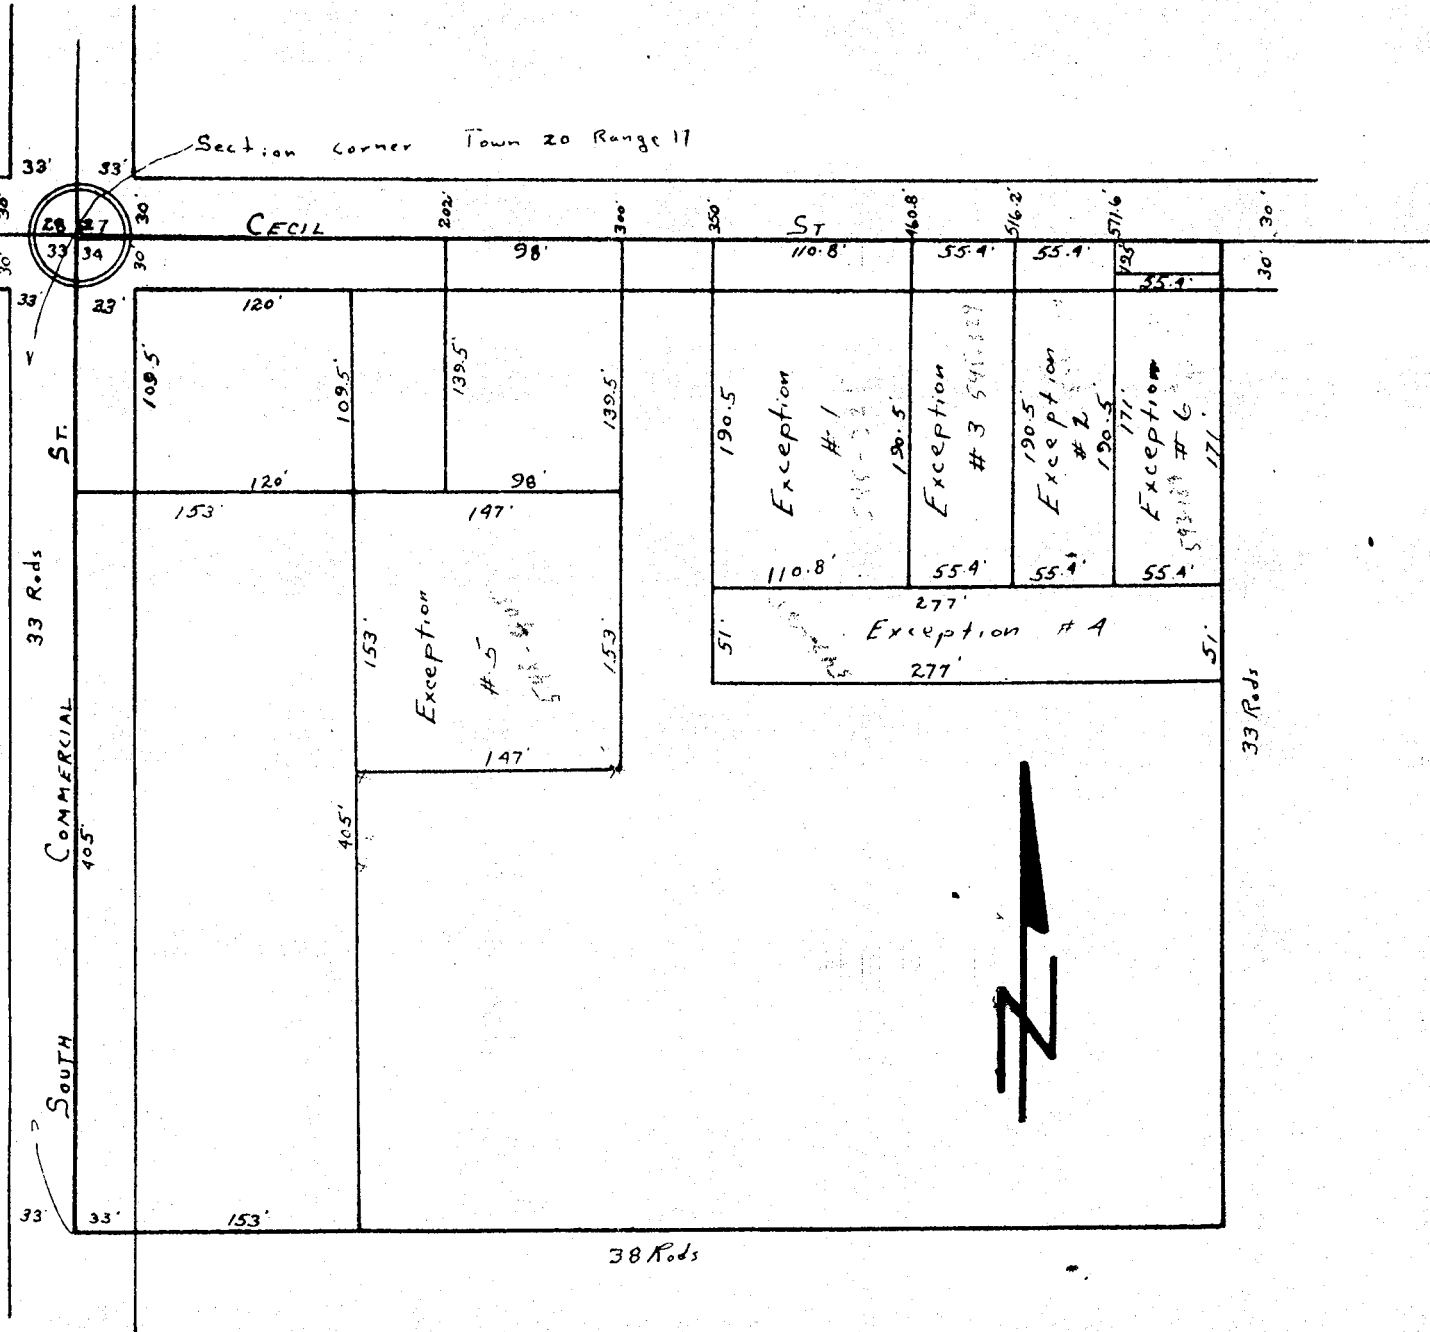 Section corner Town 20 Range 17
33' 33'
30' 30'
28 27
33 34
30' 30'
33' 33'
CECIL ST
202' 300' 350' 460.8' 516.2' 571.6' 30'
98' 110.8' 55.4' 55.4' 195' 30'
55.4'
120'
109.5' 109.5' 139.5' 139.5'
120' 98'
153' 147'
190.5 Exception # 1 190.5'
Exception # 3
190.5' Exception # 2 190.5'
171' Exception # 6 171'
110.8' 55.4' 55.4' 55.4'
277'
51' Exception # 4 51'
277'
153' Exception # 5 153'
147'
33 Rods
33 Rods
SOUTH COMMERCIAL ST.
405' 405'
33' 33' 153'
38 Rods
N